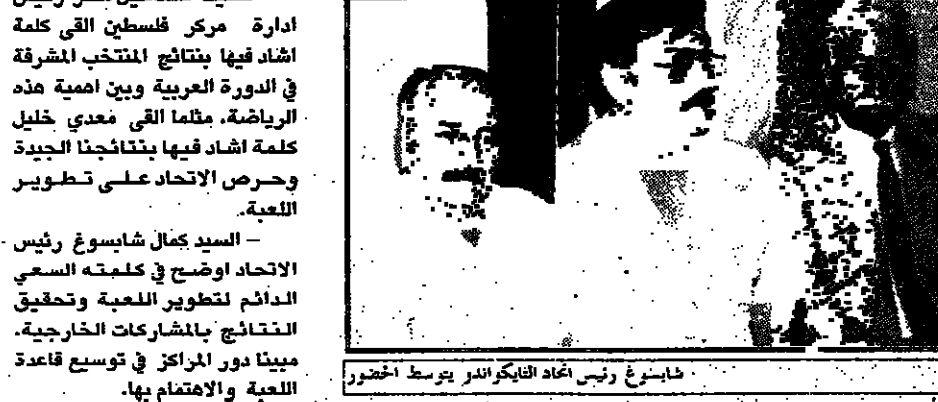 ادارة مركز فلسطين القى كلمة
اشاد فيها بنتائج المنتخب المشرفة
في الدورة العربية وبين اهمية هذه
الرياضة، مثلما القى معدي خليل
كلمة اشاد فيها بنتائجنا الجيدة
وحرص الاتحاد على تطوير
اللعبة.
– السيد كمال شابسوغ رئيس
الاتحاد اوضح في كلمته السعي
الدائم لتطوير اللعبة وتحقيق
النتائج بالمشاركات الخارجية،
مبينا دور المراكز في توسيع قاعدة
اللعبة والاهتمام بها.
شابسوغ رئيس اتحاد التايكواندو يتوسط الحضور